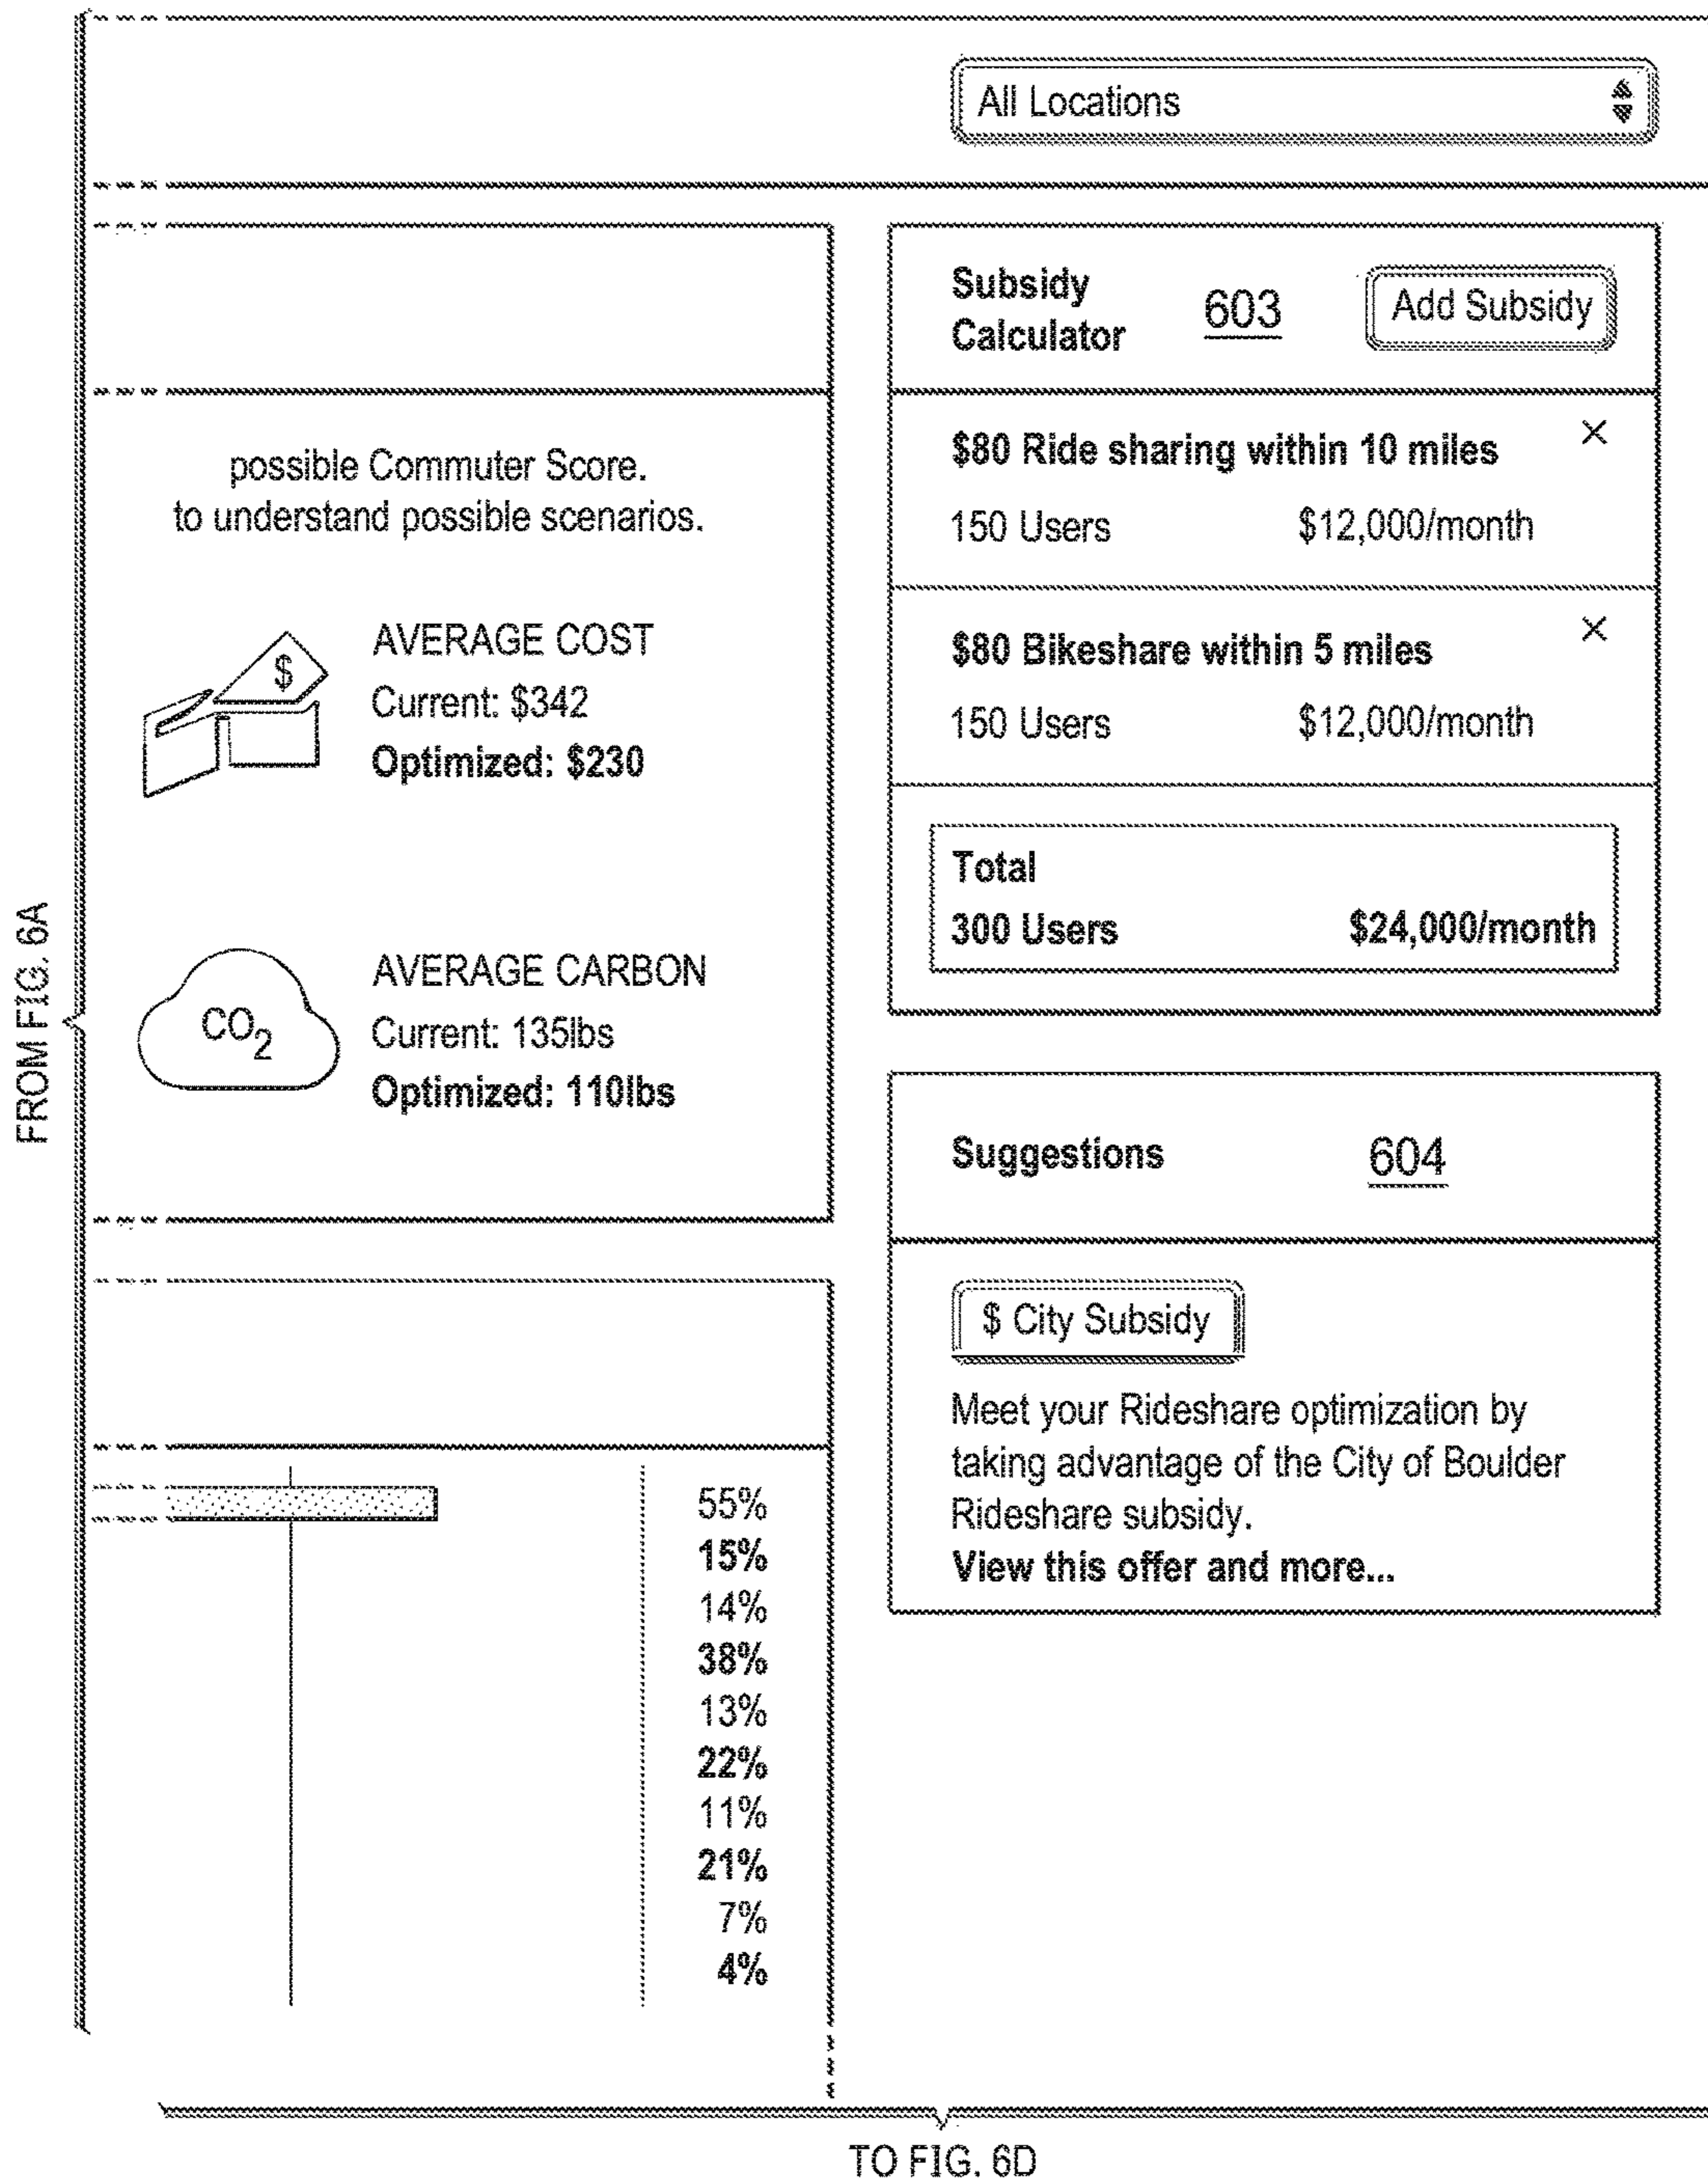 All Locations
FROM FIG. 6A
possible Commuter Score.
to understand possible scenarios.
$
AVERAGE COST
Current: $342
Optimized: $230
CO2
AVERAGE CARBON
Current: 135lbs
Optimized: 110lbs
55%
15%
14%
38%
13%
22%
11%
21%
7%
4%
Subsidy
Calculator
603
Add Subsidy
$80 Ride sharing within 10 miles
×
150 Users $12,000/month
$80 Bikeshare within 5 miles
×
150 Users $12,000/month
Total
300 Users $24,000/month
Suggestions
604
$ City Subsidy
Meet your Rideshare optimization by
taking advantage of the City of Boulder
Rideshare subsidy.
View this offer and more...
TO FIG. 6D